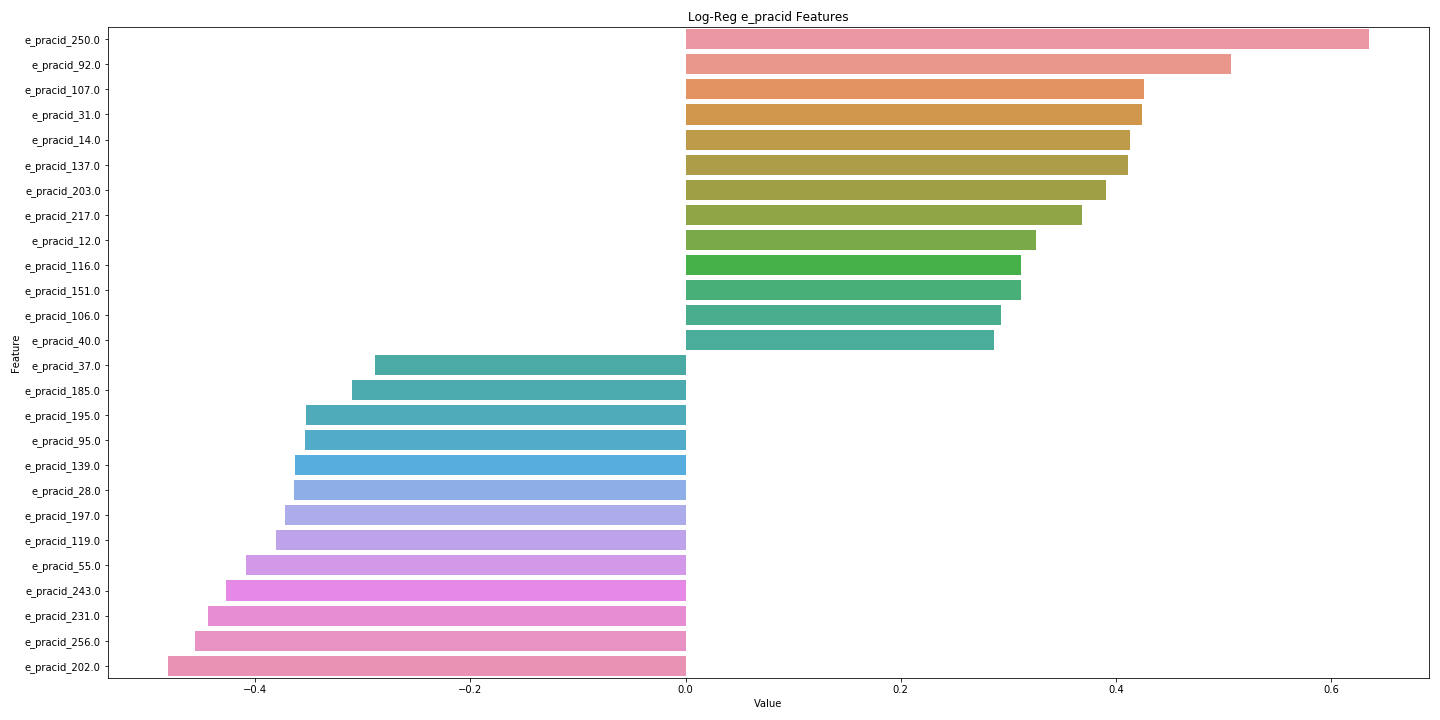 Log-Reg e_pracid Features
e_pracid_250.0
e_pracid_92.0
e_pracid_107.0
e_pracid_31.0
e_pracid_14.0
e_pracid_137.0
e_pracid_203.0
e_pracid_217.0
e_pracid_12.0
e_pracid_116.0
e_pracid_151.0
e_pracid_106.0
e_pracid_40.0
e_pracid_37.0
e_pracid_185.0
e_pracid_195.0
e_pracid_95.0
e_pracid_139.0
e_pracid_28.0
e_pracid_197.0
e_pracid_119.0
e_pracid_55.0
e_pracid_243.0
e_pracid_231.0
e_pracid_256.0
e_pracid_202.0
Feature
−0.4 −0.2 0.0 0.2 0.4 0.6
Value